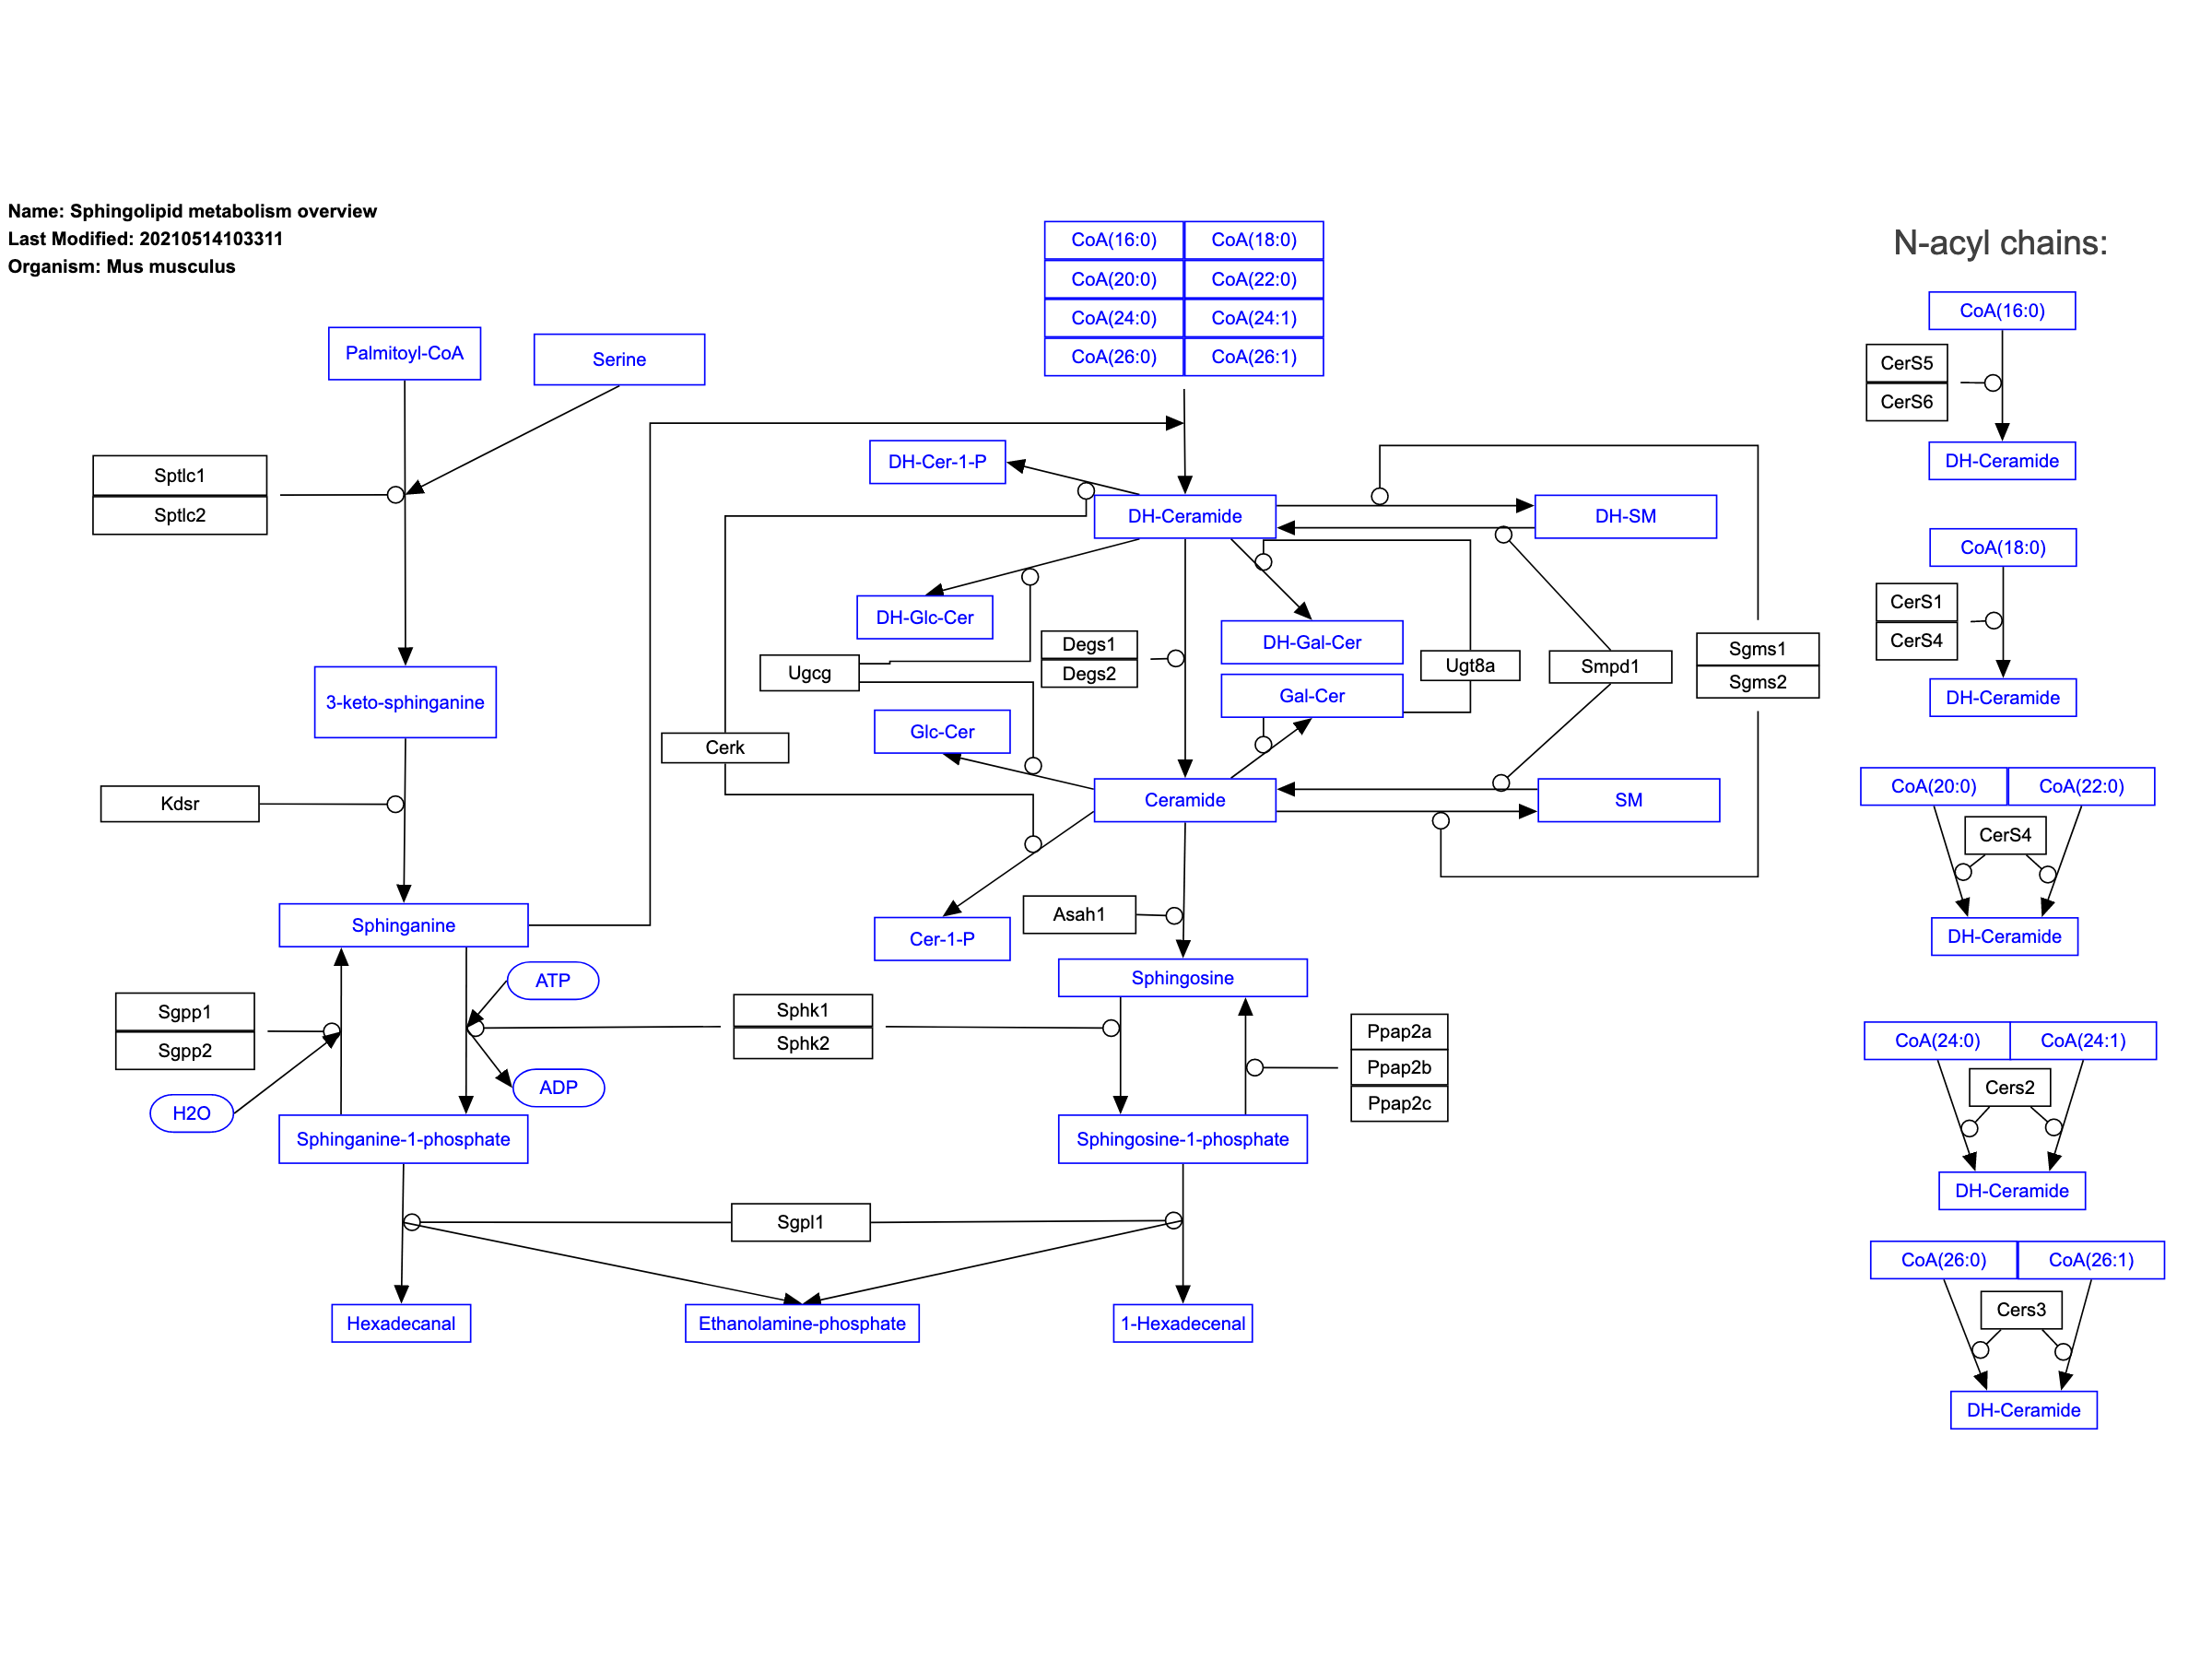 Name: Sphingolipid metabolism overview
Last Modified: 20210514103311
Organism: Mus musculus
CoA(16:0) CoA(18:0)
CoA(20:0) CoA(22:0)
CoA(24:0) CoA(24:1)
CoA(26:0) CoA(26:1)
Palmitoyl-CoA
Serine
Sptlc1
Sptlc2
3-keto-sphinganine
Kdsr
Sphinganine
ATP
Sgpp1
Sgpp2
H2O
ADP
Sphinganine-1-phosphate
Hexadecanal
DH-Cer-1-P
DH-Ceramide
DH-SM
DH-Glc-Cer
Degs1
Degs2
DH-Gal-Cer
Ugcg
Ugt8a
Smpd1
Sgms1
Sgms2
Gal-Cer
Glc-Cer
Cerk
Ceramide
SM
Asah1
Cer-1-P
Sphingosine
Sphk1
Sphk2
Ppap2a
Ppap2b
Ppap2c
Sphingosine-1-phosphate
Sgpl1
Ethanolamine-phosphate
1-Hexadecenal
N-acyl chains:
CoA(16:0)
CerS5
CerS6
DH-Ceramide
CoA(18:0)
CerS1
CerS4
DH-Ceramide
CoA(20:0) CoA(22:0)
CerS4
DH-Ceramide
CoA(24:0) CoA(24:1)
Cers2
DH-Ceramide
CoA(26:0) CoA(26:1)
Cers3
DH-Ceramide